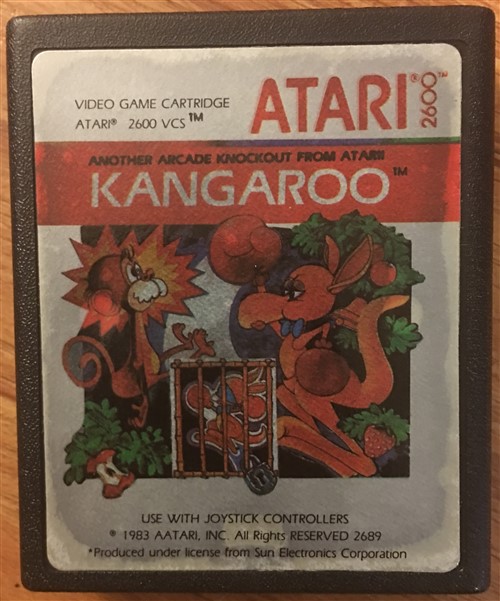 VIDEO GAME CARTRIDGE
ATARI® 2600 VCS™
ATARI® 2600™
ANOTHER ARCADE KNOCKOUT FROM ATARI!
KANGAROO™
USE WITH JOYSTICK CONTROLLERS
® 1983 AATARI, INC. All Rights RESERVED 2689
*Produced under license from Sun Electronics Corporation